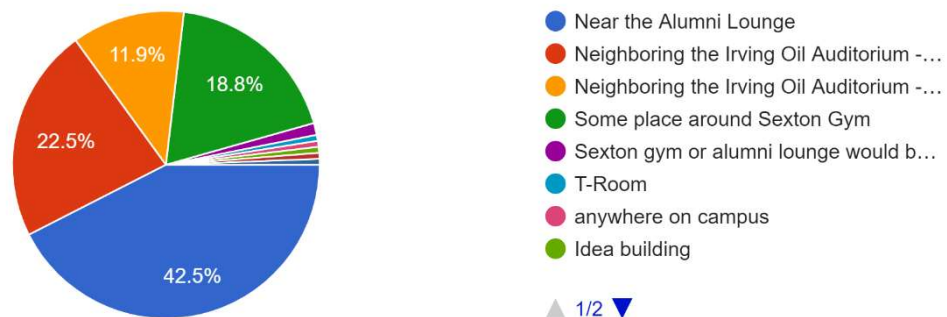 11.9%
18.8%
22.5%
42.5%
Near the Alumni Lounge
Neighboring the Irving Oil Auditorium -...
Neighboring the Irving Oil Auditorium -...
Some place around Sexton Gym
Sexton gym or alumni lounge would b...
T-Room
anywhere on campus
Idea building
1/2